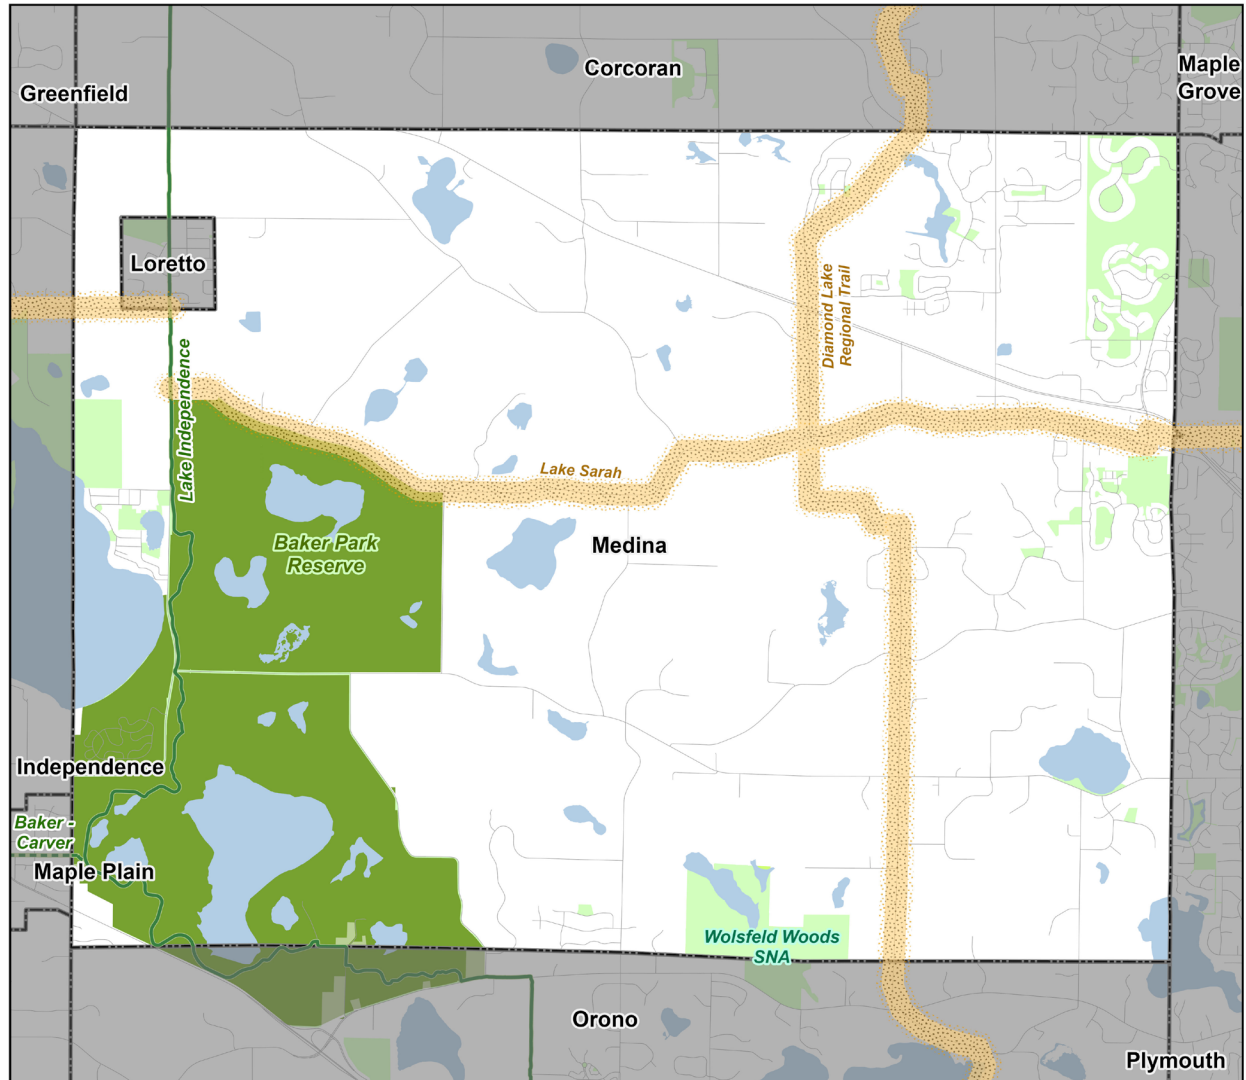 Corcoran
Maple
Grove
Greenfield
Loretto
Diamond Lake
Regional Trail
Lake Independence
Lake Sarah
Baker Park
Reserve
Medina
Independence
Baker -
Carver
Maple Plain
Wolsfeld Woods
SNA
Orono
Plymouth